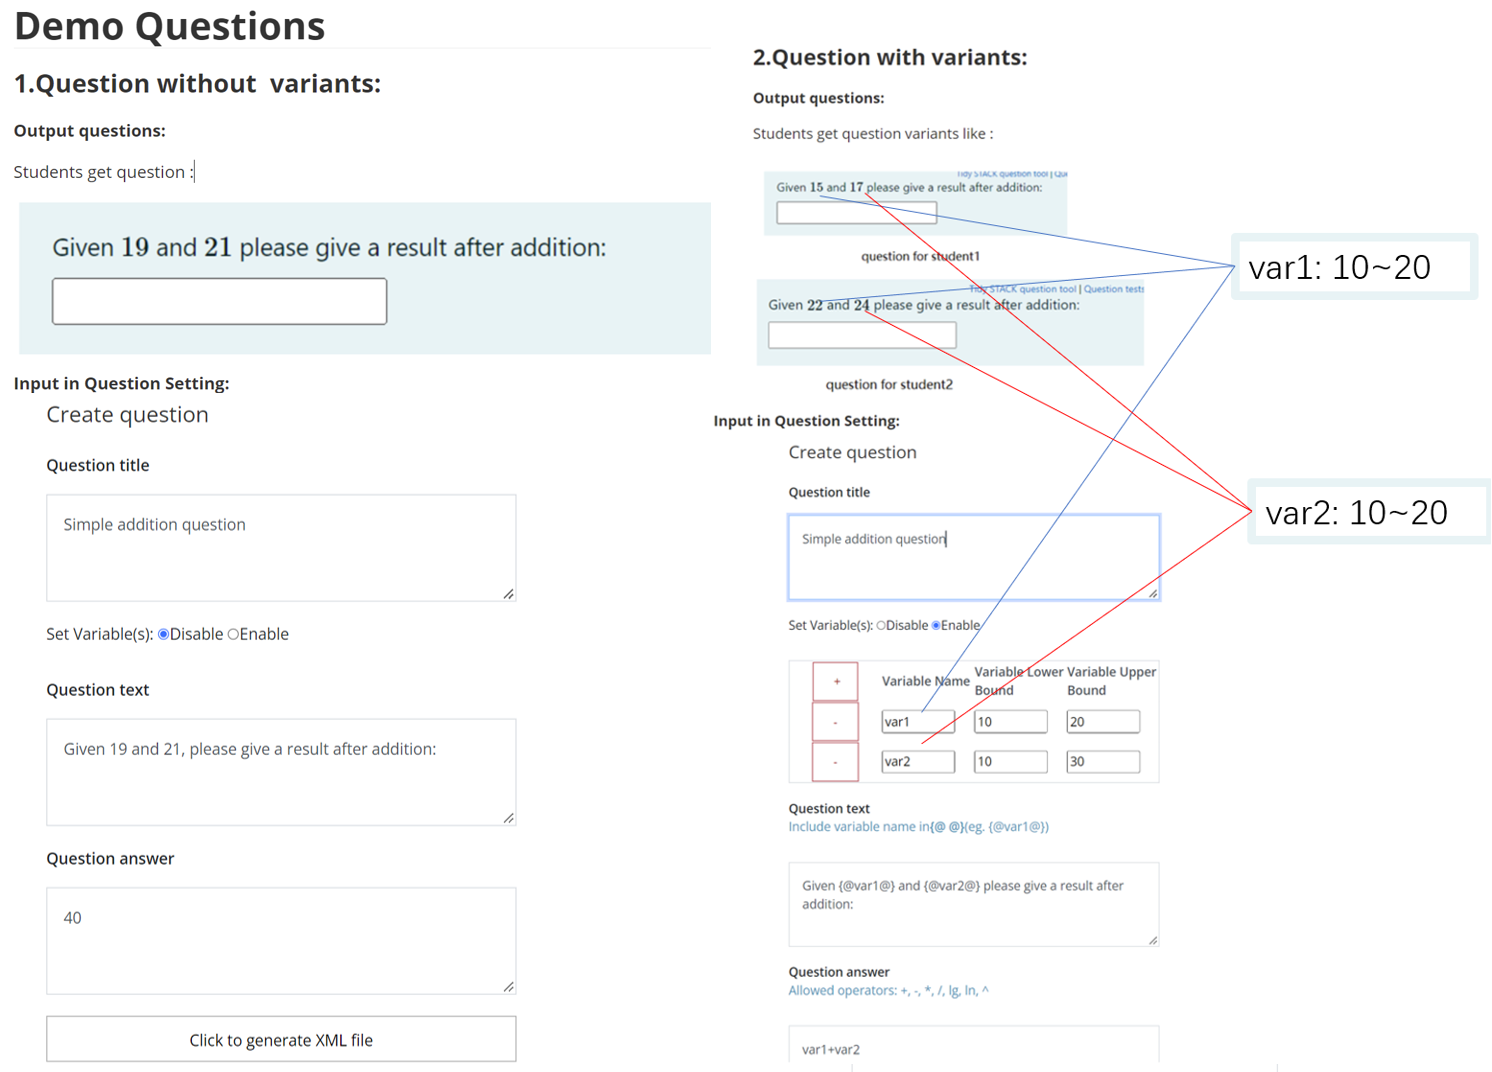 Demo Questions
1.Question without  variants:
Output questions:
Students get question :
Given 19 and 21 please give a result after addition:
Input in Question Setting:
Create question
Question title
Simple addition question
Set Variable(s): Disable Enable
Question text
Given 19 and 21, please give a result after addition:
Question answer
40
Click to generate XML file
2.Question with variants:
Output questions:
Students get question variants like :
Tidy STACK question tool |
Given 15 and 17 please give a result after addition:
question for student1
Tidy STACK question tool | Question tests
Given 22 and 24 please give a result after addition:
question for student2
Input in Question Setting:
Create question
Question title
Simple addition question
Set Variable(s): Disable Enable
+ Variable Name Variable Lower Bound Variable Upper Bound
- var1 10 20
- var2 10 30
Question text
Include variable name in{@ @}(eg. {@var1@})
Given {@var1@} and {@var2@} please give a result after
addition:
Question answer
Allowed operators: +, -, *, /, lg, ln, ^
var1+var2
var1: 10~20
var2: 10~20